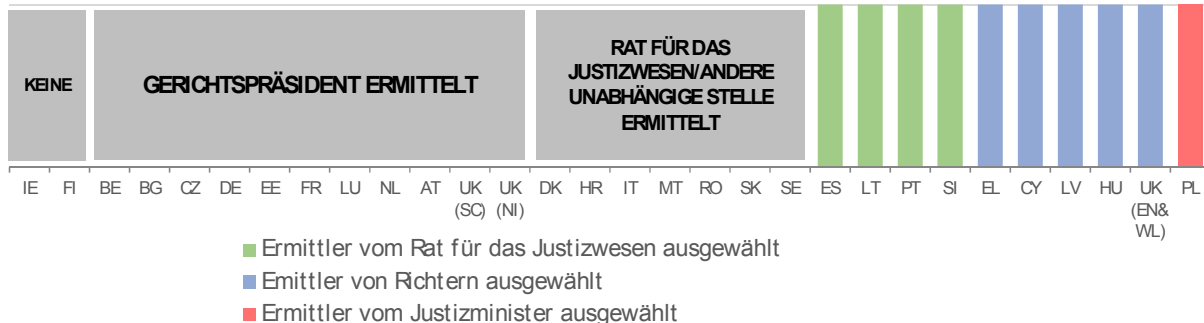 KEINE
GERICHTSPRÄSIDENT ERMITTELT
RAT FÜR DAS
JUSTIZWESEN/ANDERE
UNABHÄNGIGE STELLE
ERMITTELT
IE FI BE BG CZ DE EE FR LU NL AT UK UK DK HR IT MT RO SK SE ES LT PT SI EL CY LV HU UK PL
(SC) (NI) (EN&
WL)
Ermittler vom Rat für das Justizwesen ausgewählt
Emittler von Richtern ausgewählt
Ermittler vom Justizminister ausgewählt